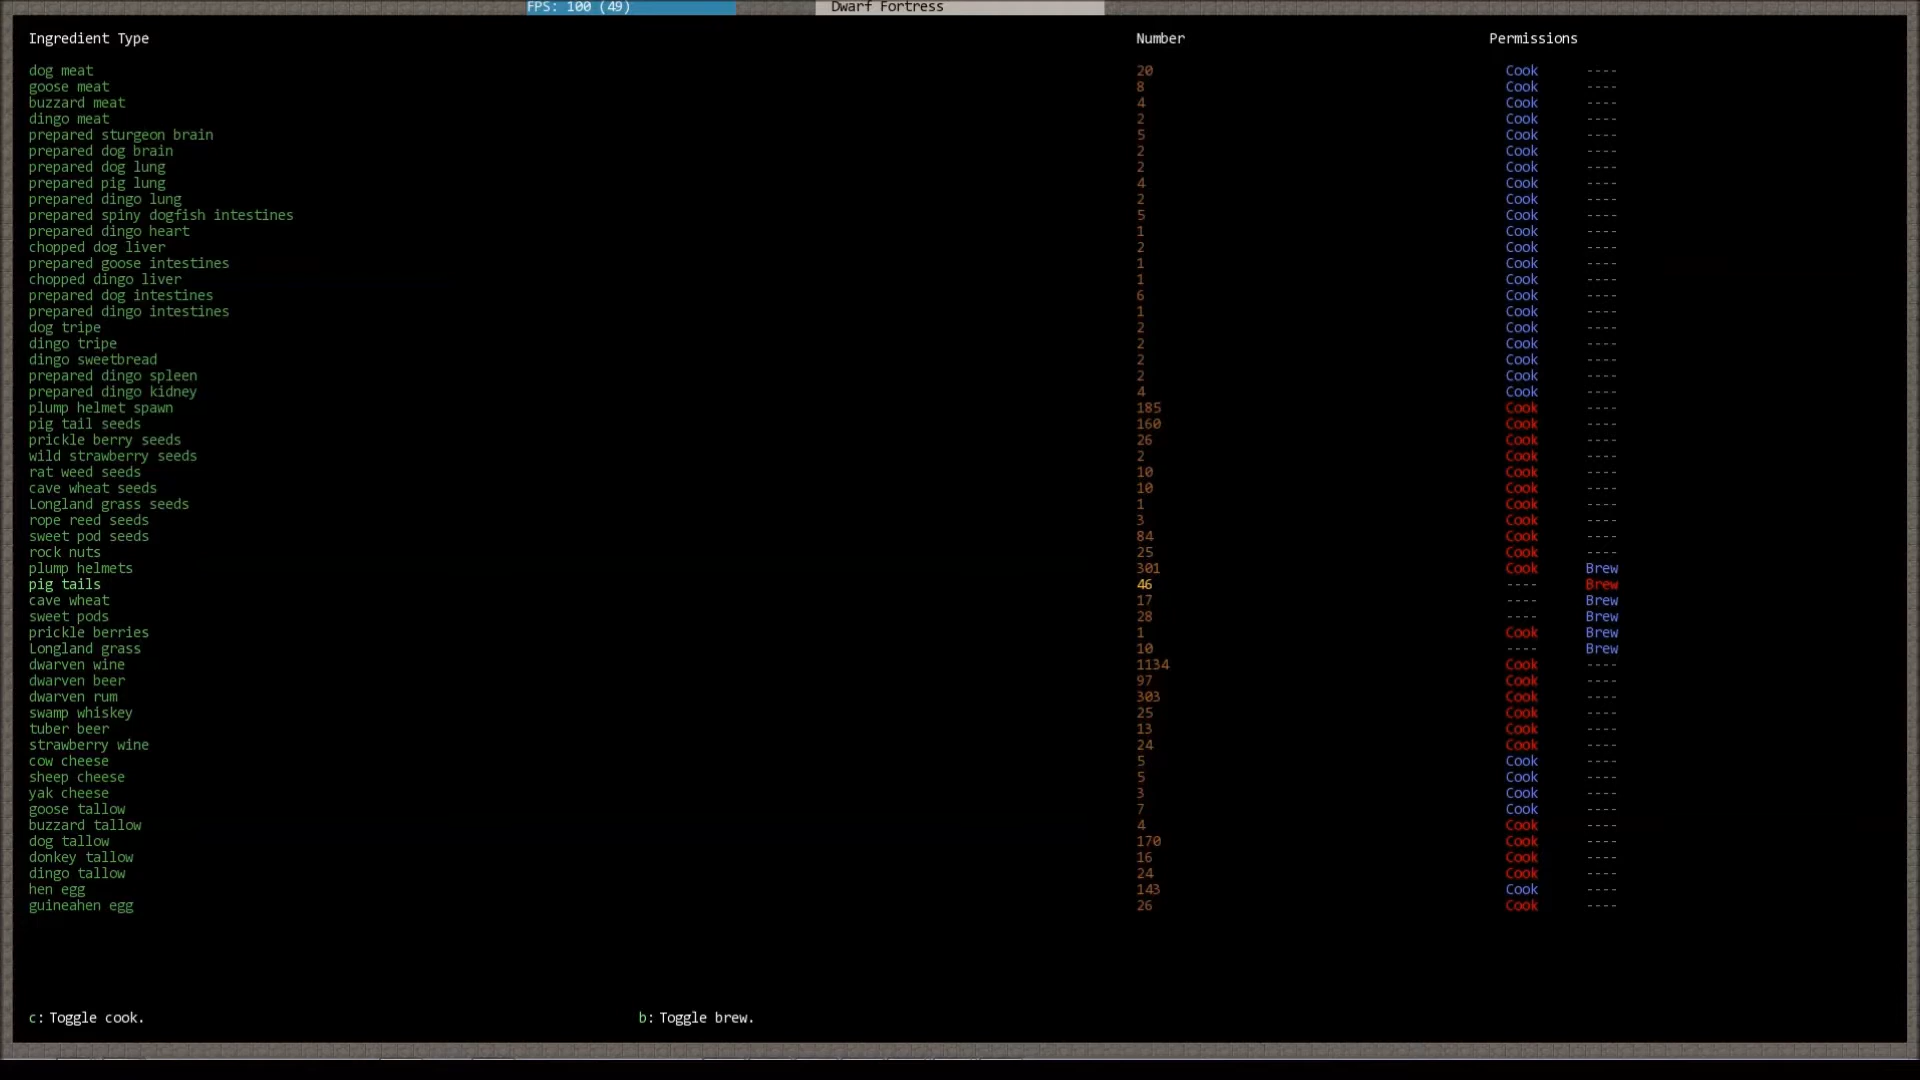 FPS: 100 (49) Dwarf Fortress
Ingredient Type Number Permissions
dog meat 20 Cook ----
goose meat 8 Cook ----
buzzard meat 4 Cook ----
dingo meat 2 Cook ----
prepared sturgeon brain 5 Cook ----
prepared dog brain 2 Cook ----
prepared dog lung 2 Cook ----
prepared pig lung 4 Cook ----
prepared dingo lung 2 Cook ----
prepared spiny dogfish intestines 5 Cook ----
prepared dingo heart 1 Cook ----
chopped dog liver 2 Cook ----
prepared goose intestines 1 Cook ----
chopped dingo liver 1 Cook ----
prepared dog intestines 6 Cook ----
prepared dingo intestines 1 Cook ----
dog tripe 2 Cook ----
dingo tripe 2 Cook ----
dingo sweetbread 2 Cook ----
prepared dingo spleen 2 Cook ----
prepared dingo kidney 4 Cook ----
plump helmet spawn 185 Cook ----
pig tail seeds 160 Cook ----
prickle berry seeds 26 Cook ----
wild strawberry seeds 2 Cook ----
rat weed seeds 10 Cook ----
cave wheat seeds 10 Cook ----
Longland grass seeds 1 Cook ----
rope reed seeds 3 Cook ----
sweet pod seeds 84 Cook ----
rock nuts 25 Cook ----
plump helmets 301 Cook Brew
pig tails 46 ---- Brew
cave wheat 17 ---- Brew
sweet pods 28 ---- Brew
prickle berries 1 Cook Brew
Longland grass 10 ---- Brew
dwarven wine 1134 Cook ----
dwarven beer 97 Cook ----
dwarven rum 303 Cook ----
swamp whiskey 25 Cook ----
tuber beer 13 Cook ----
strawberry wine 24 Cook ----
cow cheese 5 Cook ----
sheep cheese 5 Cook ----
yak cheese 3 Cook ----
goose tallow 7 Cook ----
buzzard tallow 4 Cook ----
dog tallow 170 Cook ----
donkey tallow 16 Cook ----
dingo tallow 24 Cook ----
hen egg 143 Cook ----
guineahen egg 26 Cook ----
c: Toggle cook. b: Toggle brew.